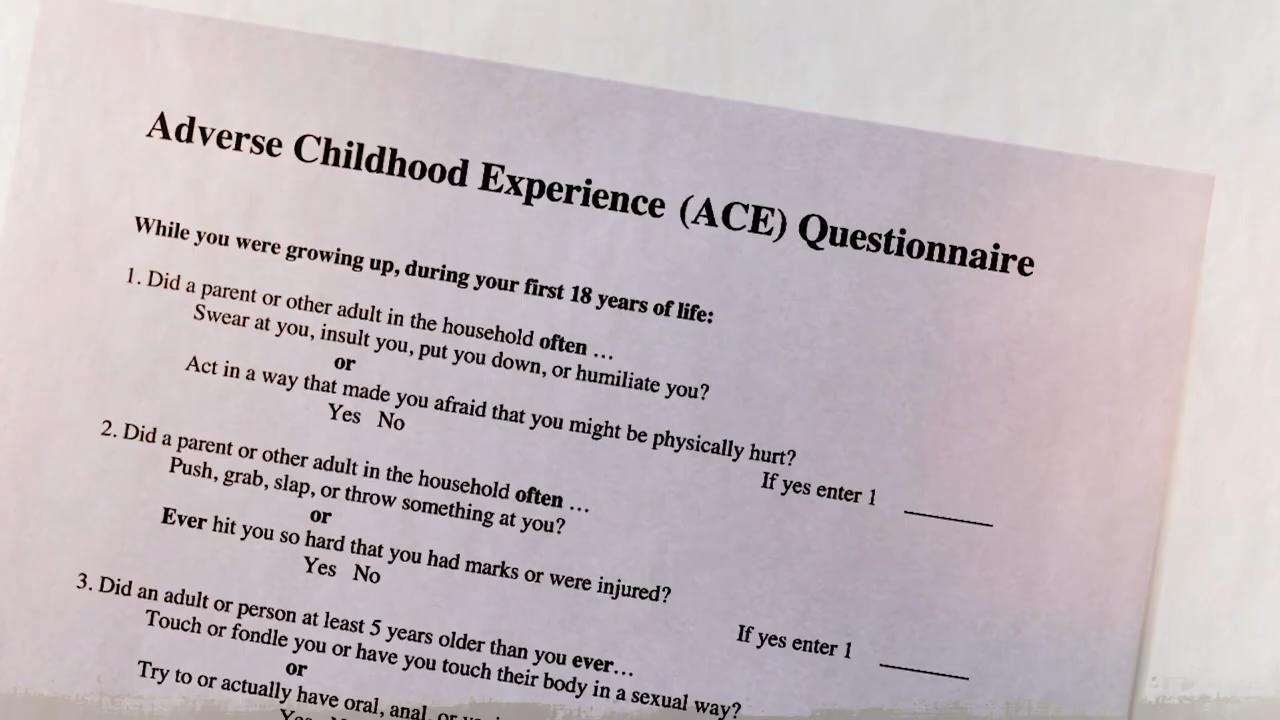 Adverse Childhood Experience (ACE) Questionnaire
While you were growing up, during your first 18 years of life:
1. Did a parent or other adult in the household often …
Swear at you, insult you, put you down, or humiliate you?
or
Act in a way that made you afraid that you might be physically hurt?
Yes No
If yes enter 1 ________
2. Did a parent or other adult in the household often …
Push, grab, slap, or throw something at you?
or
Ever hit you so hard that you had marks or were injured?
Yes No
If yes enter 1 ________
3. Did an adult or person at least 5 years older than you ever…
Touch or fondle you or have you touch their body in a sexual way?
or
Try to or actually have oral, anal, or